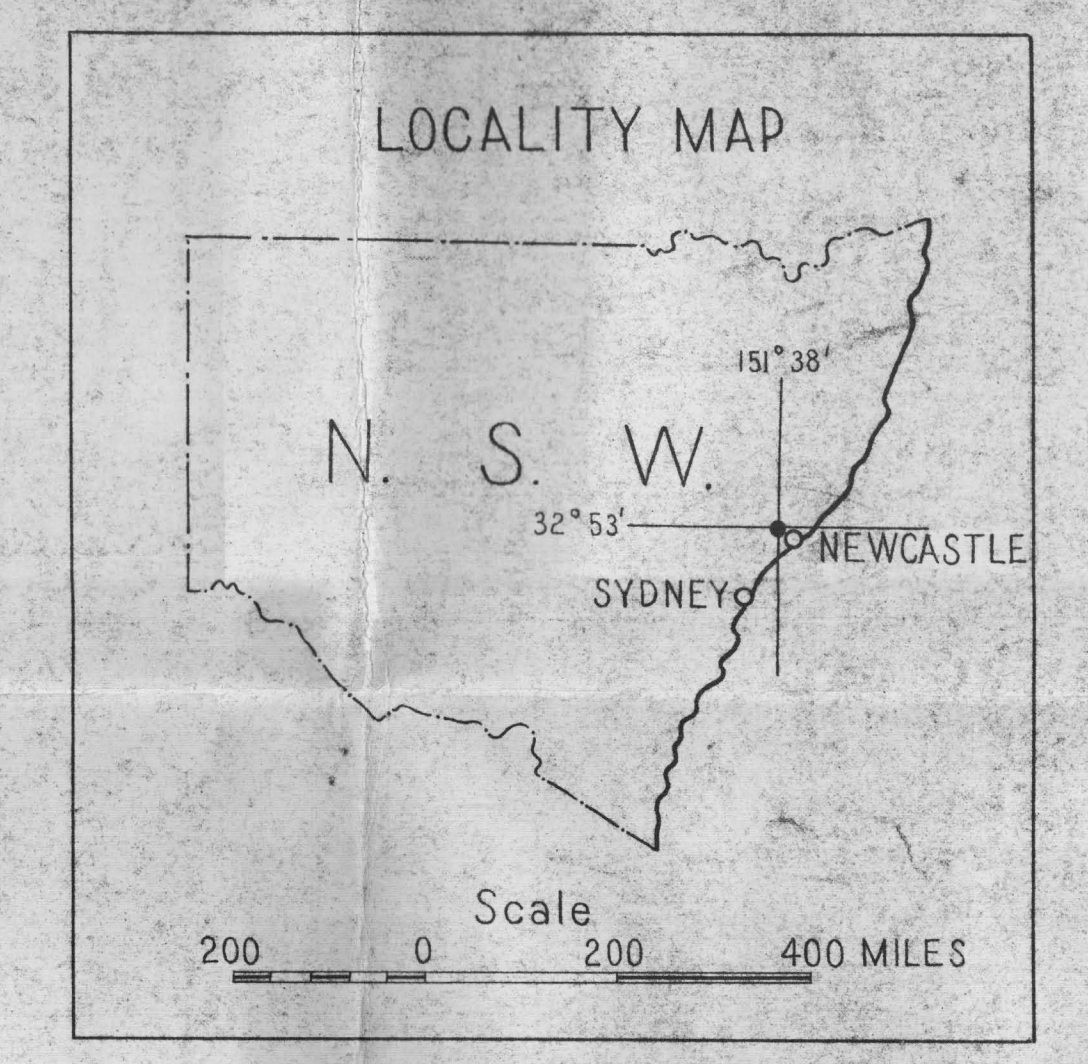 LOCALITY MAP
151° 38'
N. S. W.
32° 53'
NEWCASTLE
SYDNEY
Scale
200 0 200 400 MILES